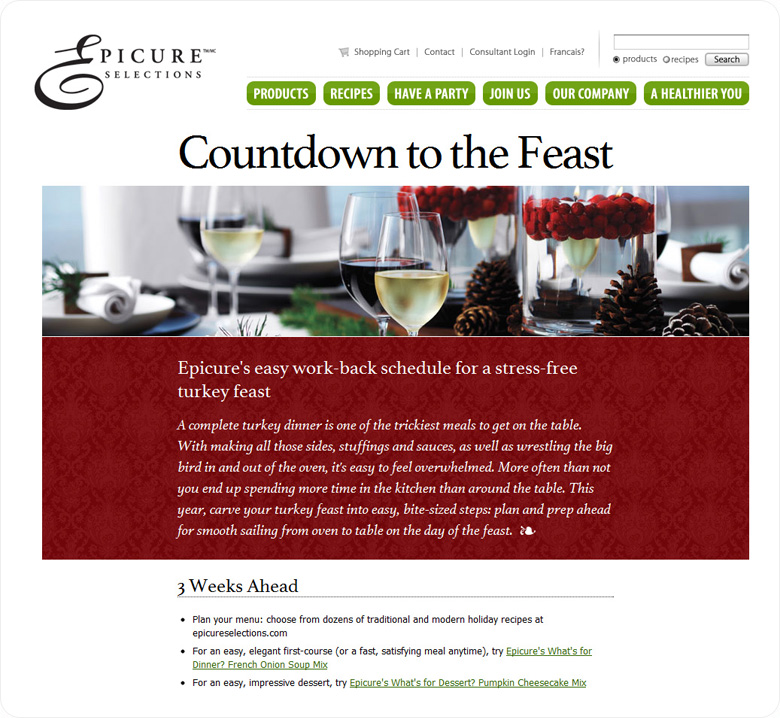 EPICURE™/MC
SELECTIONS
Shopping Cart | Contact | Consultant Login | Francais?
products recipes Search
PRODUCTS RECIPES HAVE A PARTY JOIN US OUR COMPANY A HEALTHIER YOU
Countdown to the Feast
Epicure's easy work-back schedule for a stress-free
turkey feast
A complete turkey dinner is one of the trickiest meals to get on the table.
With making all those sides, stuffings and sauces, as well as wrestling the big
bird in and out of the oven, it's easy to feel overwhelmed. More often than not
you end up spending more time in the kitchen than around the table. This
year, carve your turkey feast into easy, bite-sized steps: plan and prep ahead
for smooth sailing from oven to table on the day of the feast. ❧
3 Weeks Ahead
• Plan your menu: choose from dozens of traditional and modern holiday recipes at
epicureselections.com
• For an easy, elegant first-course (or a fast, satisfying meal anytime), try Epicure's What's for
Dinner? French Onion Soup Mix
• For an easy, impressive dessert, try Epicure's What's for Dessert? Pumpkin Cheesecake Mix